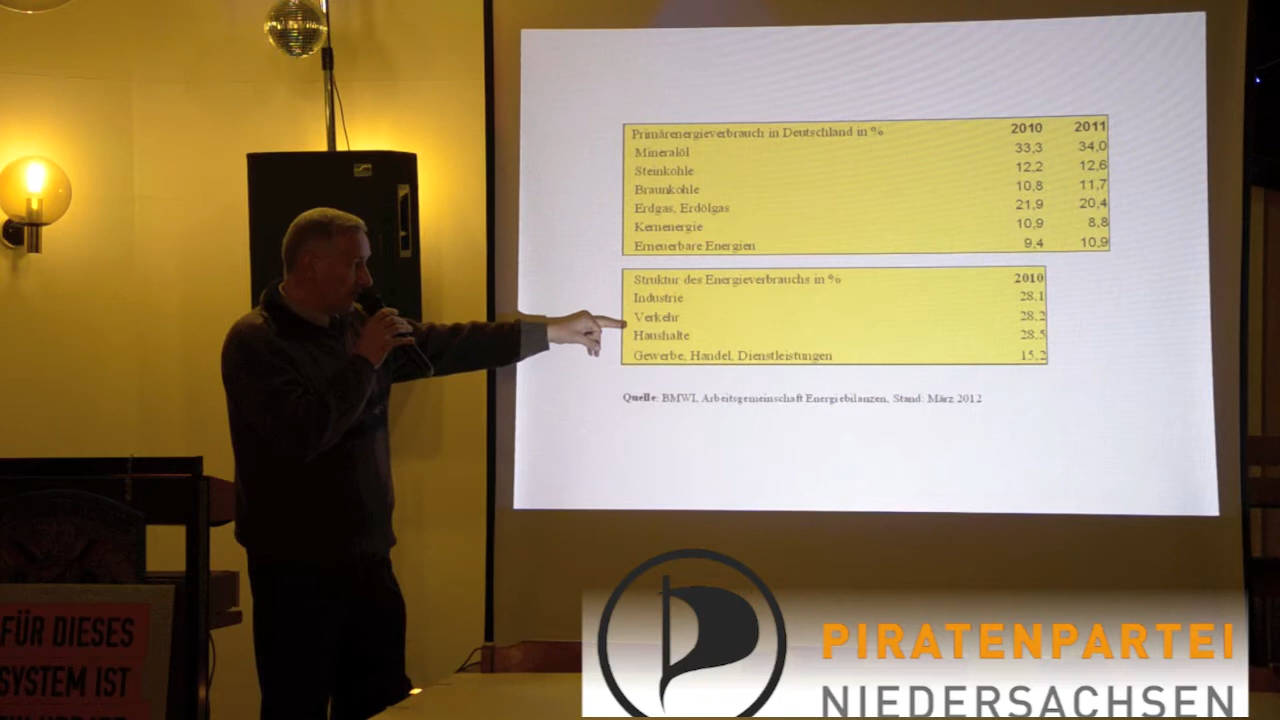 Primärenergieverbrauch in Deutschland in % 2010 2011
Mineralöl 33,3 34,0
Steinkohle 12,2 12,6
Braunkohle 10,8 11,7
Erdgas, Erdölgas 21,9 20,4
Kernenergie 10,9 8,8
Erneuerbare Energien 9,4 10,9
Struktur des Energieverbrauchs in % 2010
Industrie 28,1
Verkehr 28,2
Haushalte 28,5
Gewerbe, Handel, Dienstleistungen 15,2
Quelle: BMWI, Arbeitsgemeinschaft Energiebilanzen, Stand: März 2012
FÜR DIESES
SYSTEM IST
PIRATENPARTEI
NIEDERSACHSEN